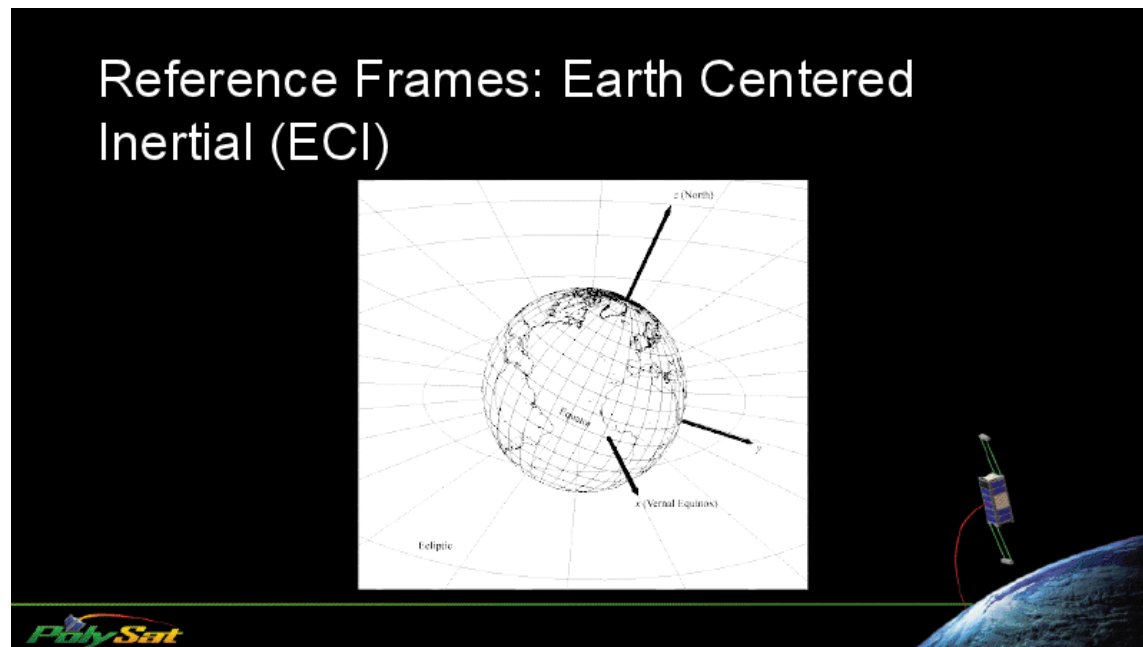 Reference Frames: Earth Centered
Inertial (ECI)
z (North)
Equator
y
x (Vernal Equinox)
Ecliptic
PolySat